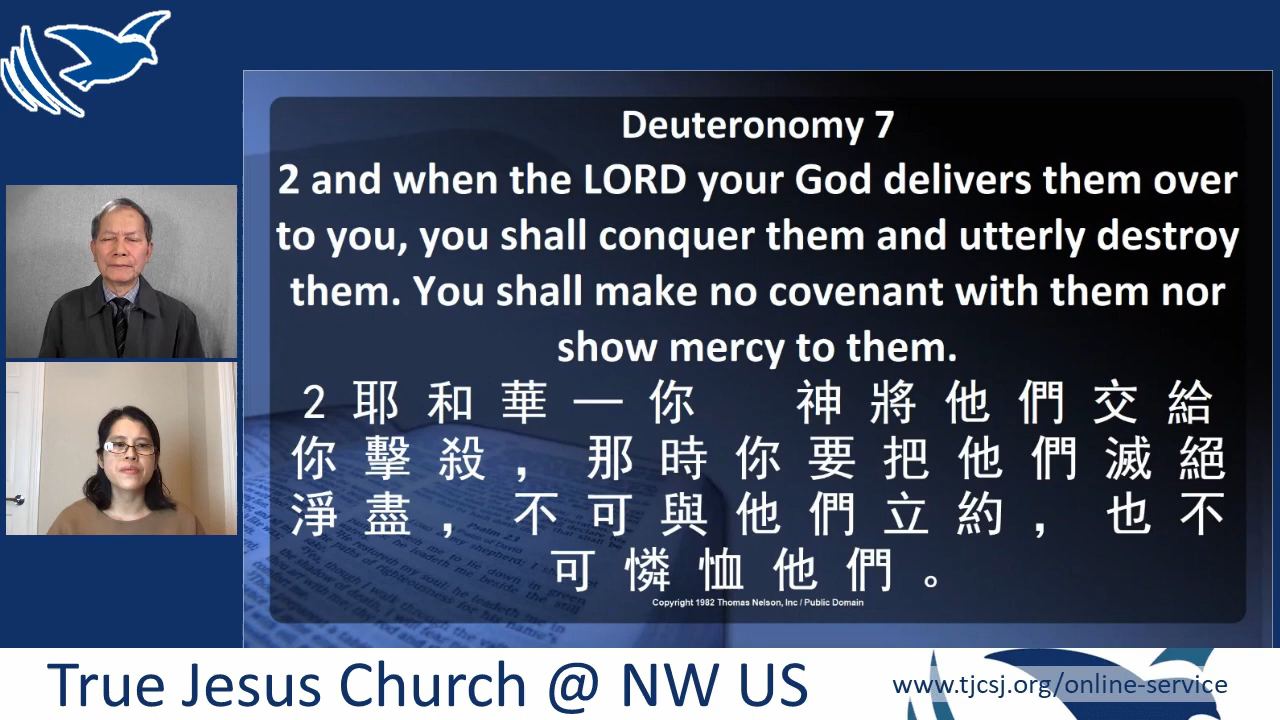 Deuteronomy 7
2 and when the LORD your God delivers them over
to you, you shall conquer them and utterly destroy
them. You shall make no covenant with them nor
show mercy to them.
2 耶和華—你　神將他們交給
你擊殺，那時你要把他們滅絕
淨盡，不可與他們立約，也不
可憐恤他們。
Copyright 1982 Thomas Nelson, Inc / Public Domain
True Jesus Church @ NW US
www.tjcsj.org/online-service